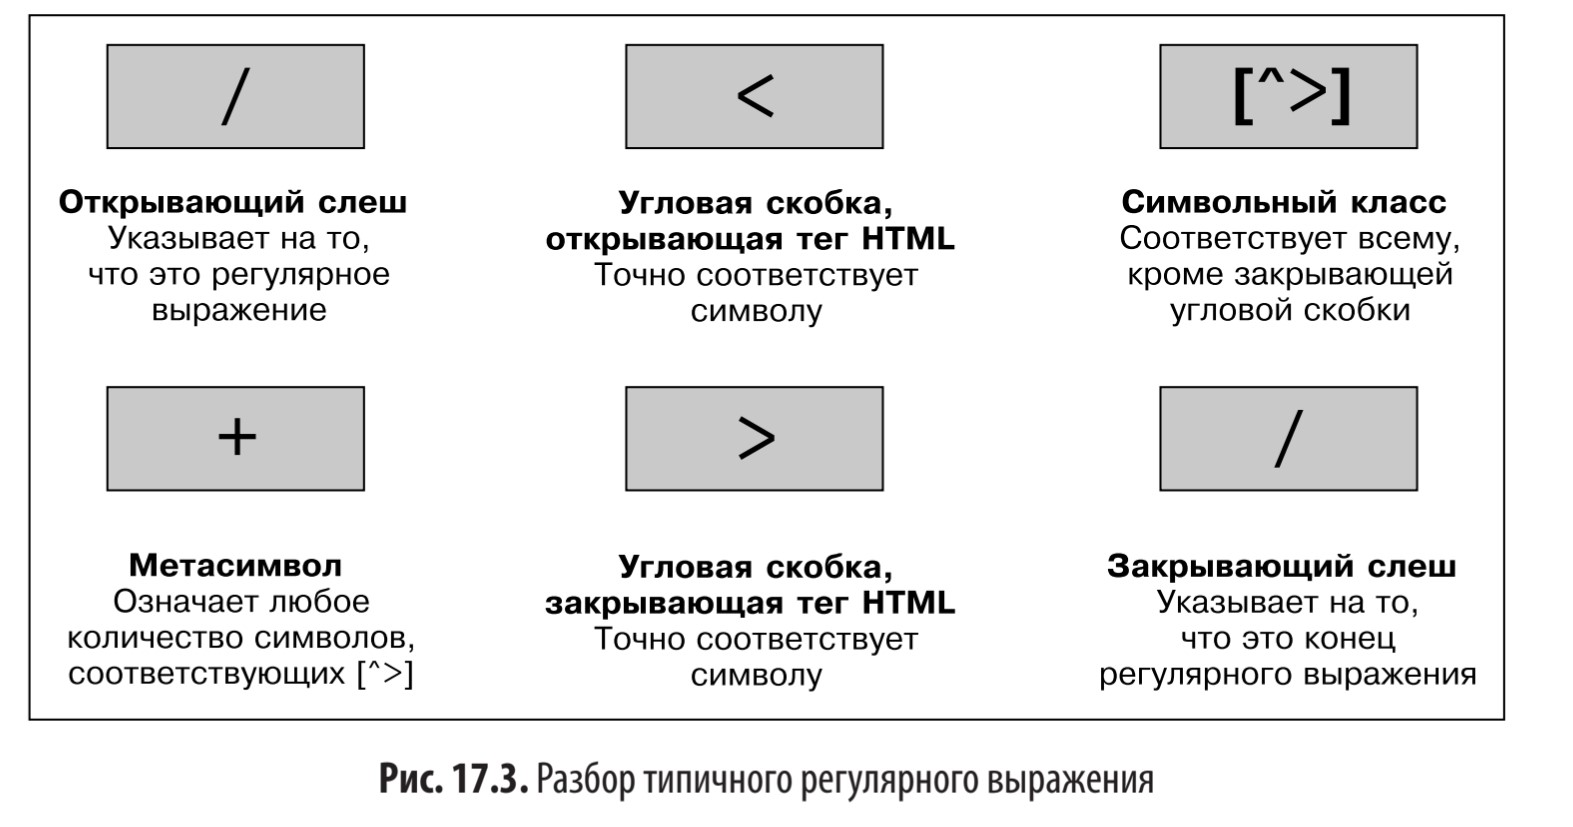 /
Открывающий слеш
Указывает на то,
что это регулярное
выражение
<
Угловая скобка,
открывающая тег HTML
Точно соответствует
символу
[^>]
Символьный класс
Соответствует всему,
кроме закрывающей
угловой скобки
+
Метасимвол
Означает любое
количество символов,
соответствующих [^>]
>
Угловая скобка,
закрывающая тег HTML
Точно соответствует
символу
/
Закрывающий слеш
Указывает на то,
что это конец
регулярного выражения
Рис. 17.3. Разбор типичного регулярного выражения